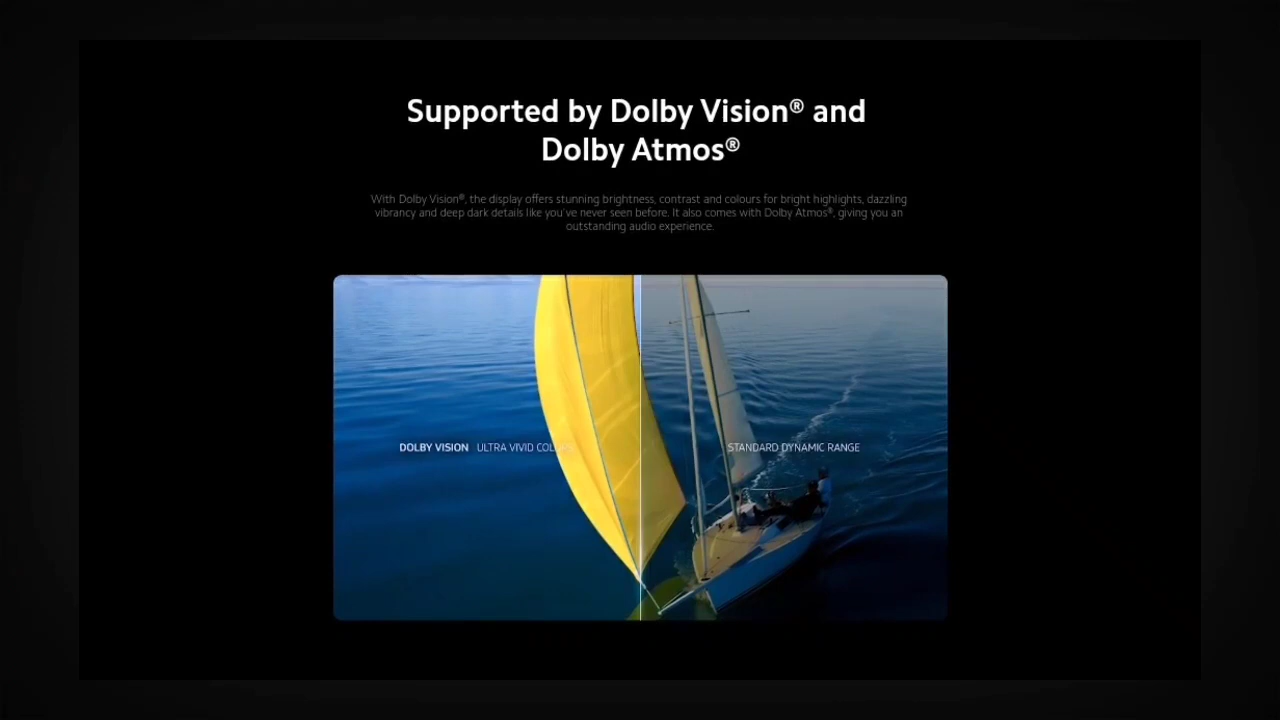 Supported by Dolby Vision® and
Dolby Atmos®
With Dolby Vision®, the display offers stunning brightness, contrast and colours for bright highlights, dazzling
vibrancy and deep dark details like you've never seen before. It also comes with Dolby Atmos®, giving you an
outstanding audio experience.
DOLBY VISION ULTRA VIVID COLOURS
STANDARD DYNAMIC RANGE